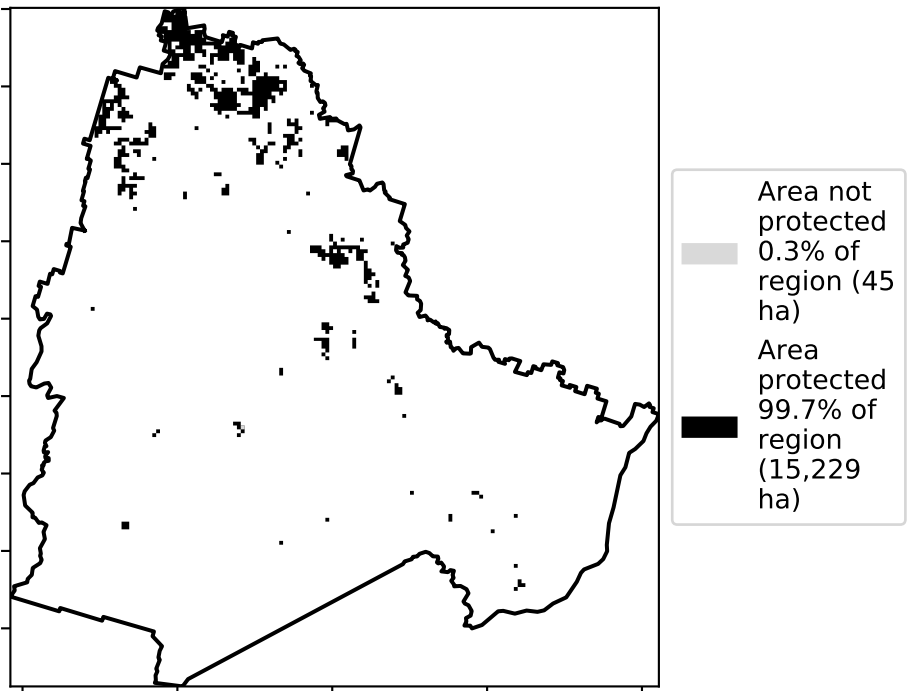 Area not
protected
0.3% of
region (45
ha)
Area
protected
99.7% of
region
(15,229
ha)